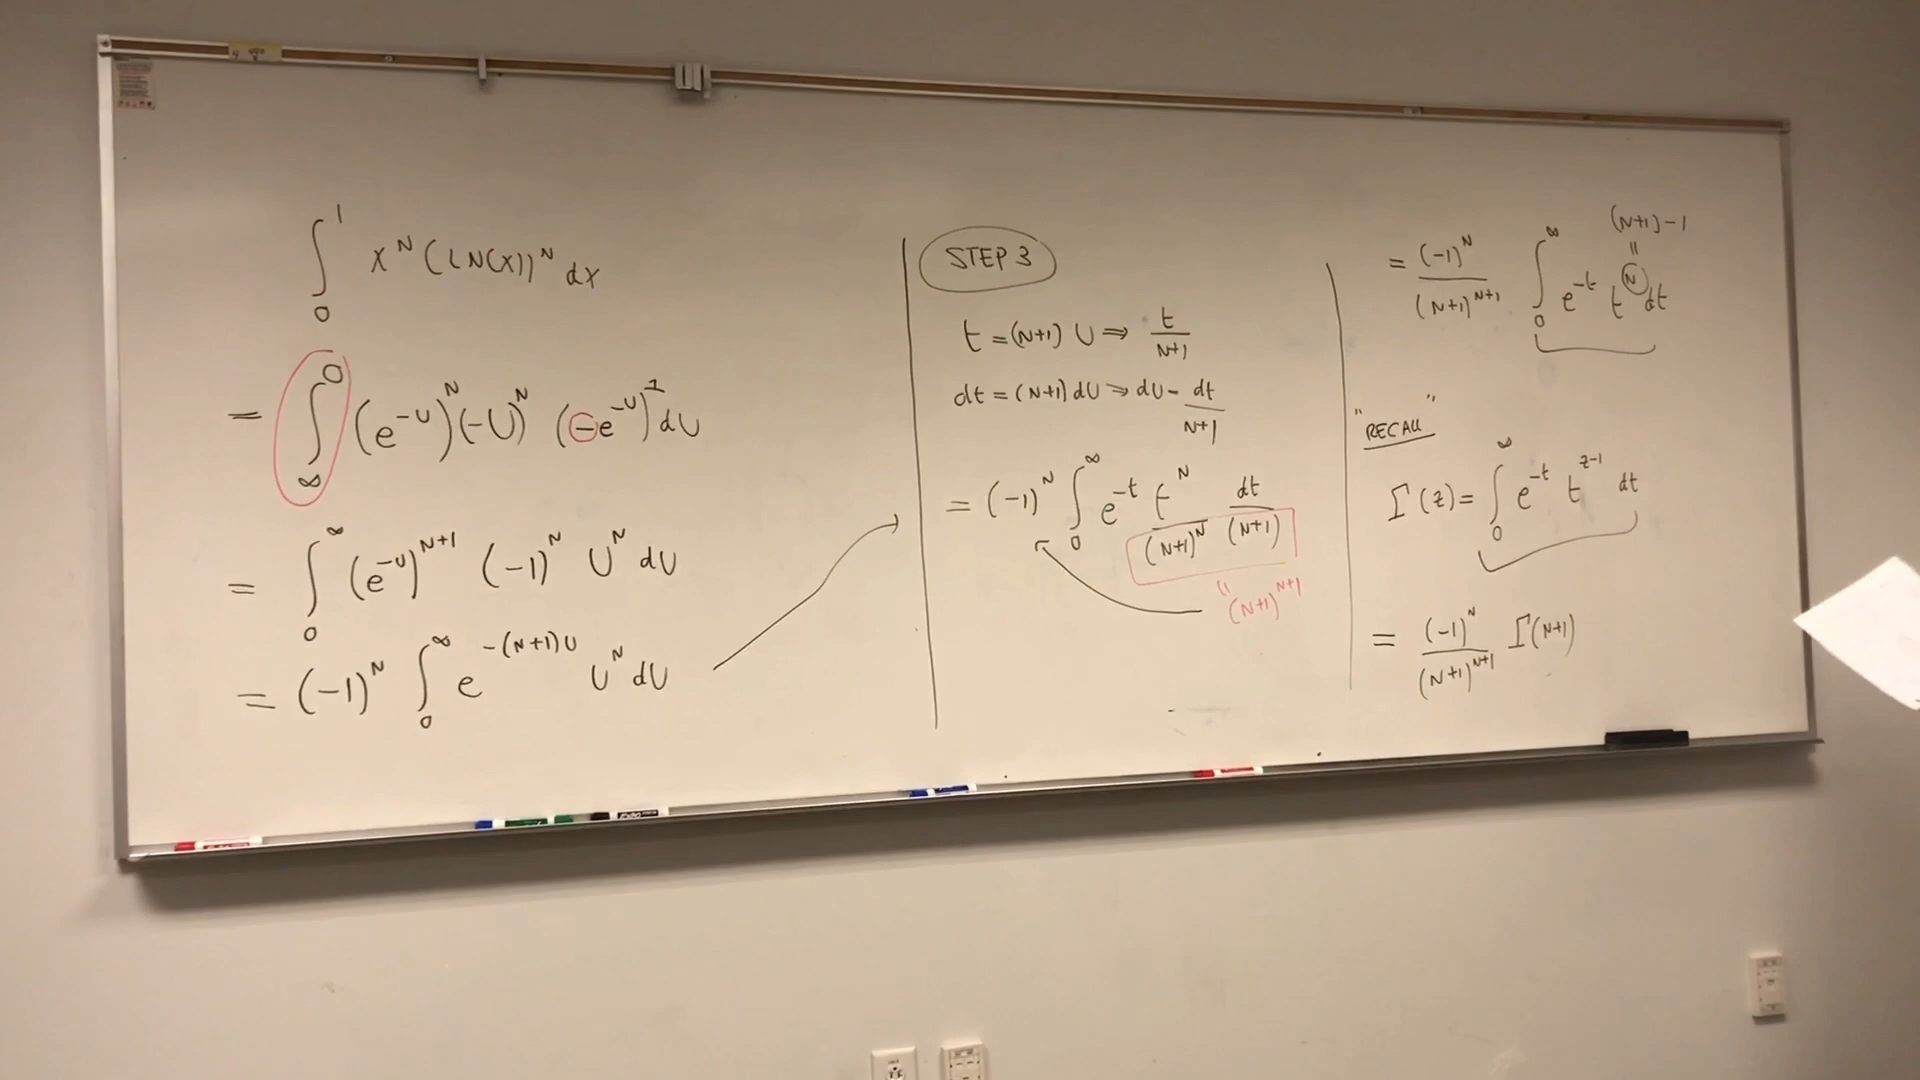 ∫₀¹ x^N (LN(x))^N dx
= ∫_∞^0 (e^-U)^N (-U)^N (-e^-U)^1 dU
= ∫₀^∞ (e^-U)^N+1 (-1)^N U^N dU
= (-1)^N ∫₀^∞ e^-(N+1)U U^N dU
STEP 3
t = (N+1) U ⇒ t/N+1
dt = (N+1) dU ⇒ dU - dt/N+1
= (-1)^N ∫₀^∞ e^-t t^N/(N+1)^N dt/(N+1)
" (N+1)^N+1
(N+1)-1
=
= (-1)^N/(N+1)^N+1 ∫₀^∞ e^-t t^N dt
"RECALL"
Γ(z) = ∫₀^∞ e^-t t^z-1 dt
= (-1)^N/(N+1)^N+1 Γ(N+1)